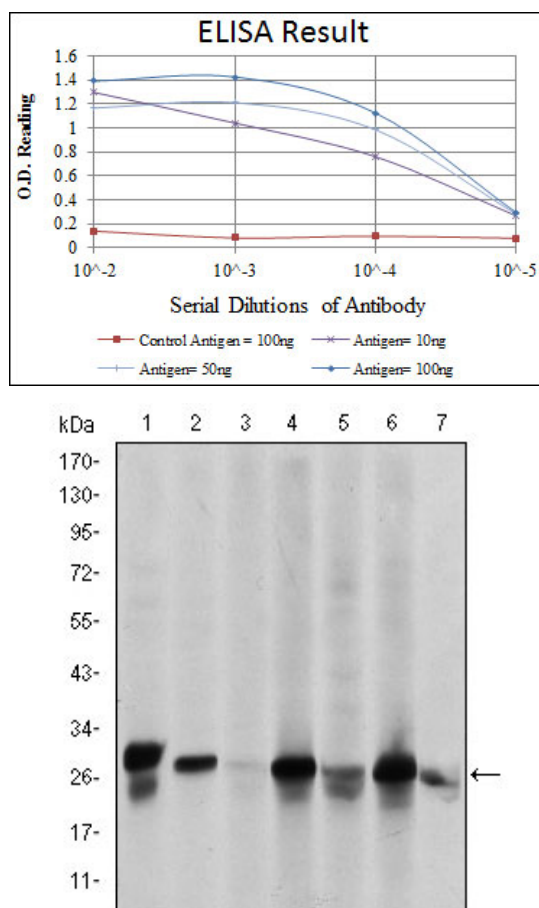 ELISA Result
1.6
1.4
1.2
1
0.8
0.6
0.4
0.2
0
O.D. Reading
10^-2 10^-3 10^-4 10^-5
Serial Dilutions of Antibody
Control Antigen = 100ng Antigen= 10ng
Antigen= 50ng Antigen= 100ng
kDa 1 2 3 4 5 6 7
170-
130-
95-
72-
55-
43-
34-
26- ←
17-
11-